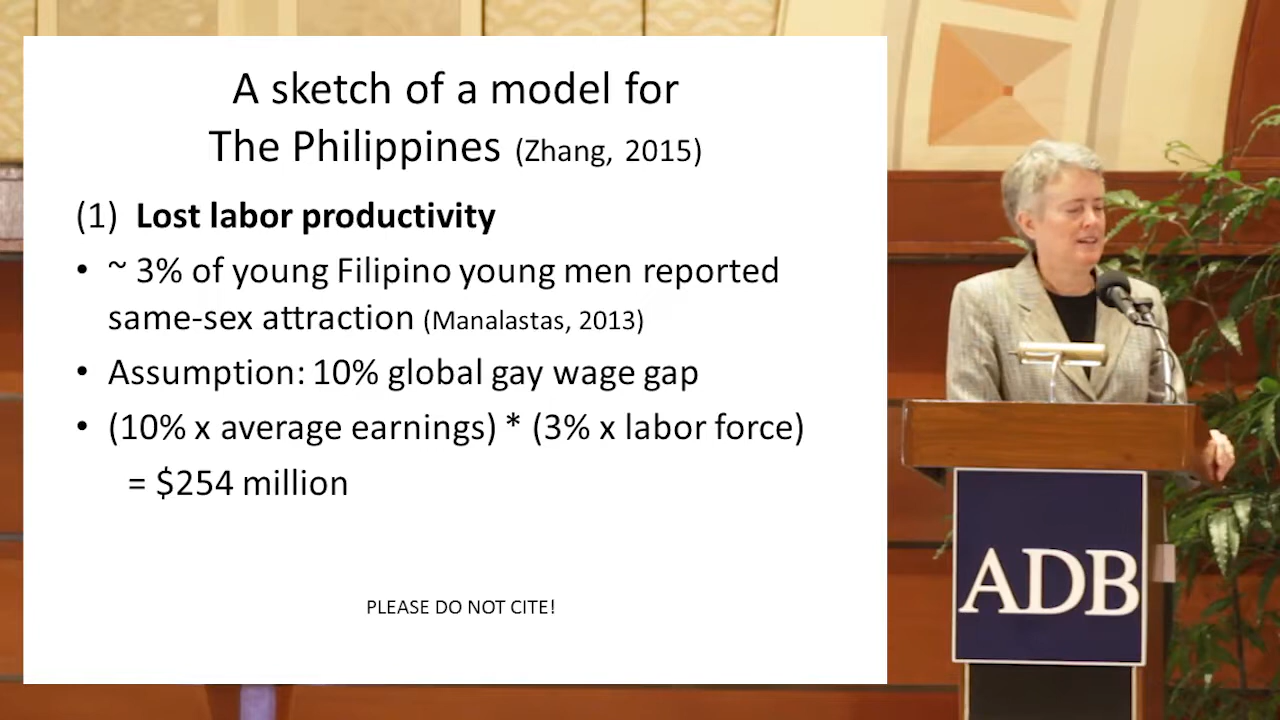 A sketch of a model for
The Philippines (Zhang, 2015)
(1) Lost labor productivity
• ~ 3% of young Filipino young men reported
same-sex attraction (Manalastas, 2013)
• Assumption: 10% global gay wage gap
• (10% x average earnings) * (3% x labor force)
= $254 million
PLEASE DO NOT CITE!
ADB